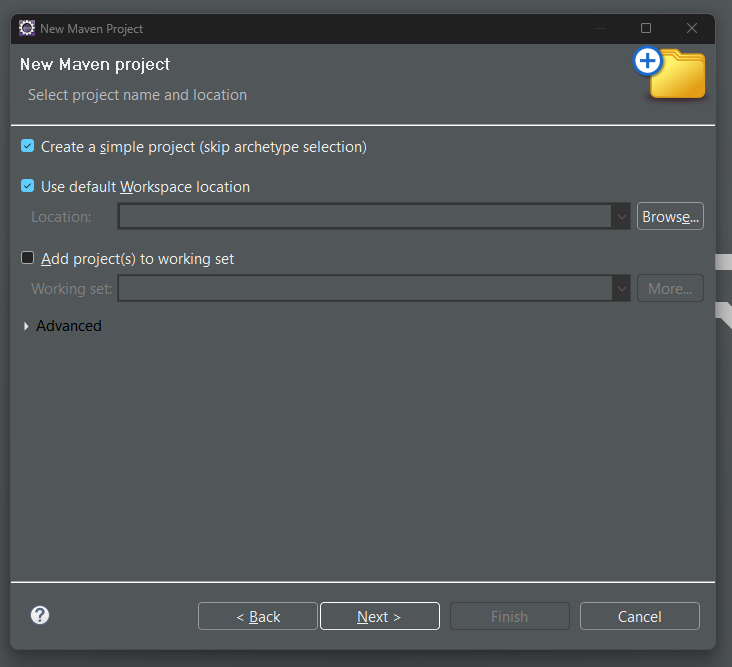 New Maven Project
New Maven project
Select project name and location
Create a simple project (skip archetype selection)
Use default Workspace location
Location:
Browse...
Add project(s) to working set
Working set:
More...
Advanced
?
< Back
Next >
Finish
Cancel